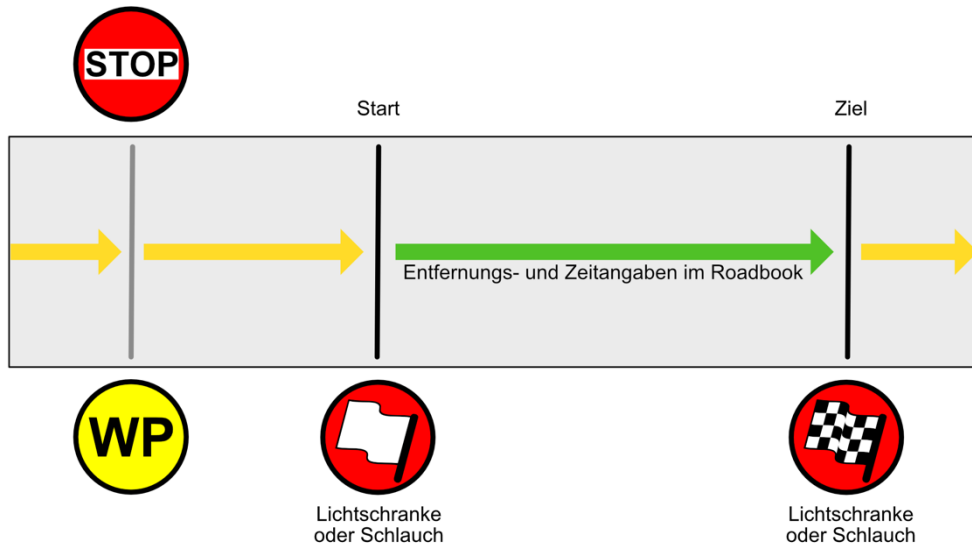 STOP
Start
Ziel
Entfernungs- und Zeitangaben im Roadbook
WP
Lichtschranke
oder Schlauch
Lichtschranke
oder Schlauch